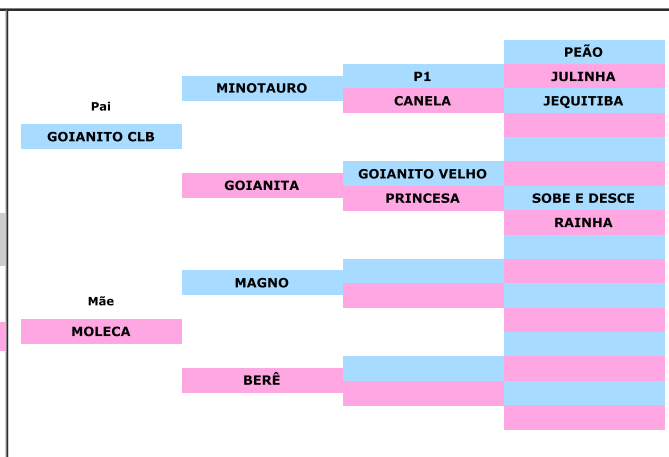 PEÃO
P1
JULINHA
MINOTAURO
CANELA
JEQUITIBA
Pai
GOIANITO CLB
GOIANITO VELHO
GOIANITA
PRINCESA
SOBE E DESCE
RAINHA
MAGNO
Mãe
MOLECA
BERÊ